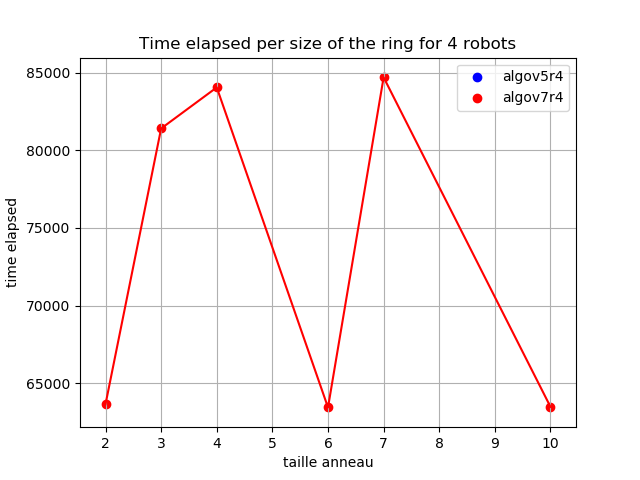 Time elapsed per size of the ring for 4 robots
algov5r4
algov7r4
85000
80000
75000
70000
65000
time elapsed
2 3 4 5 6 7 8 9 10
taille anneau